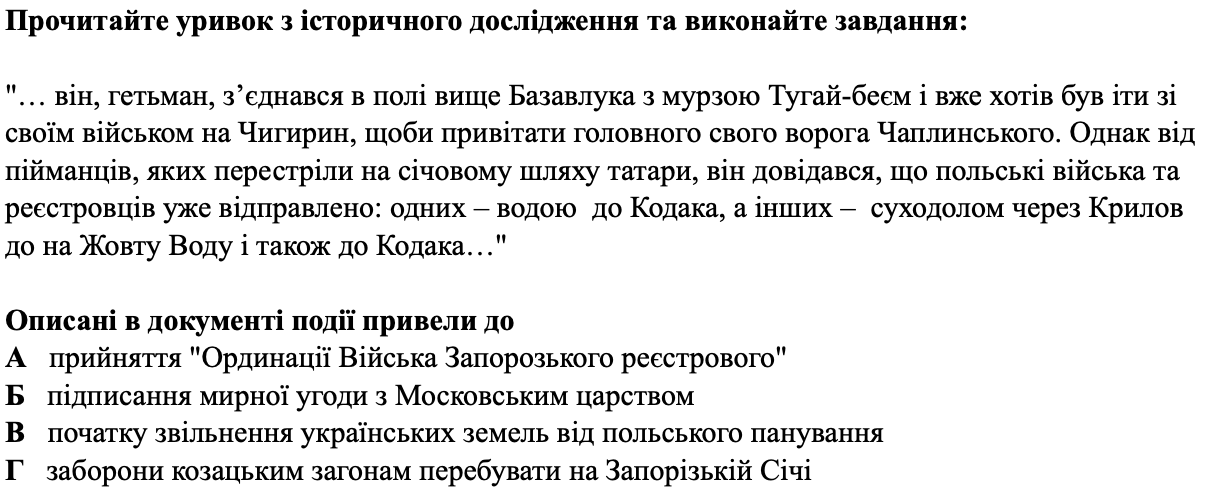 Прочитайте уривок з історичного дослідження та виконайте завдання:
"… він, гетьман, з’єднався в полі вище Базавлука з мурзою Тугай-беєм і вже хотів був іти зі
своїм військом на Чигирин, щоби привітати головного свого ворога Чаплинського. Однак від
пійманців, яких перестріли на січовому шляху татари, він довідався, що польські війська та
реєстровців уже відправлено: одних – водою до Кодака, а інших – суходолом через Крилов
до на Жовту Воду і також до Кодака…"
Описані в документі події привели до
А прийняття "Ординації Війська Запорозького реєстрового"
Б підписання мирної угоди з Московським царством
В початку звільнення українських земель від польського панування
Г заборони козацьким загонам перебувати на Запорізькій Січі